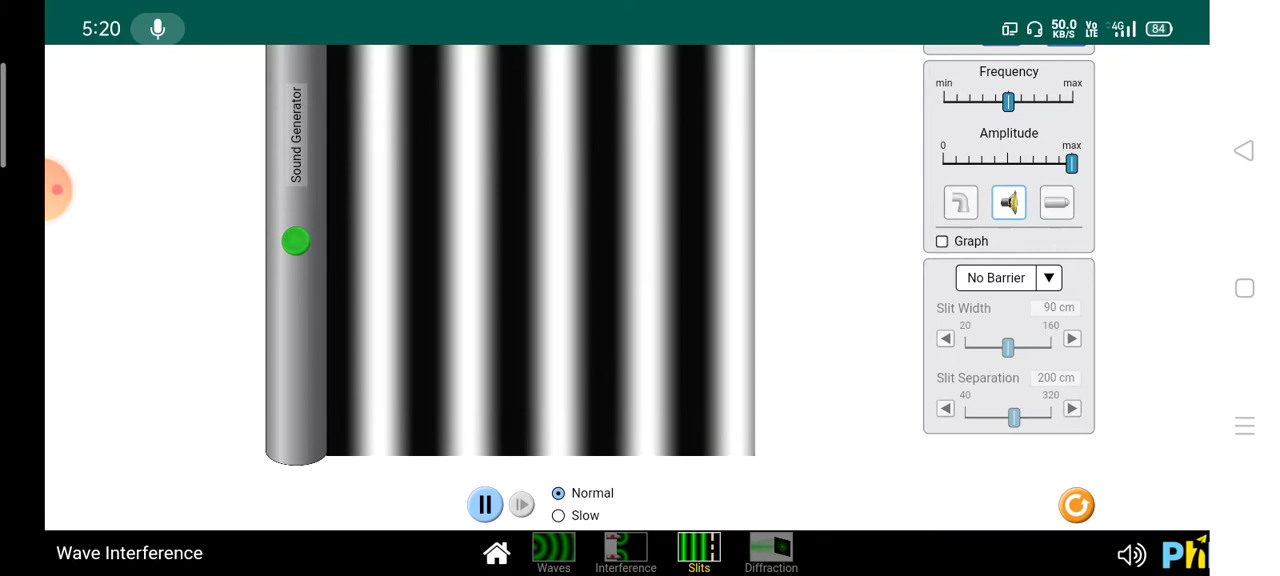 5:20
50.0
KB/S
Vo
LTE
4G
84
Sound Generator
Frequency
min
max
Amplitude
0
max
Graph
No Barrier
Slit Width
90 cm
20
160
Slit Separation
200 cm
40
320
Normal
Slow
Wave Interference
Waves
Interference
Slits
Diffraction